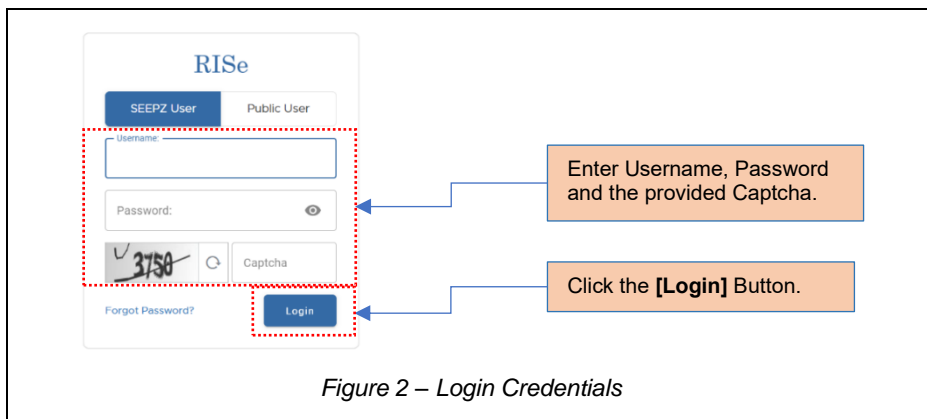 RISe
SEEPZ User
Public User
Username:
Enter Username, Password
and the provided Captcha.
Password:
Captcha
Click the [Login] Button.
Forgot Password?
Login
Figure 2 – Login Credentials